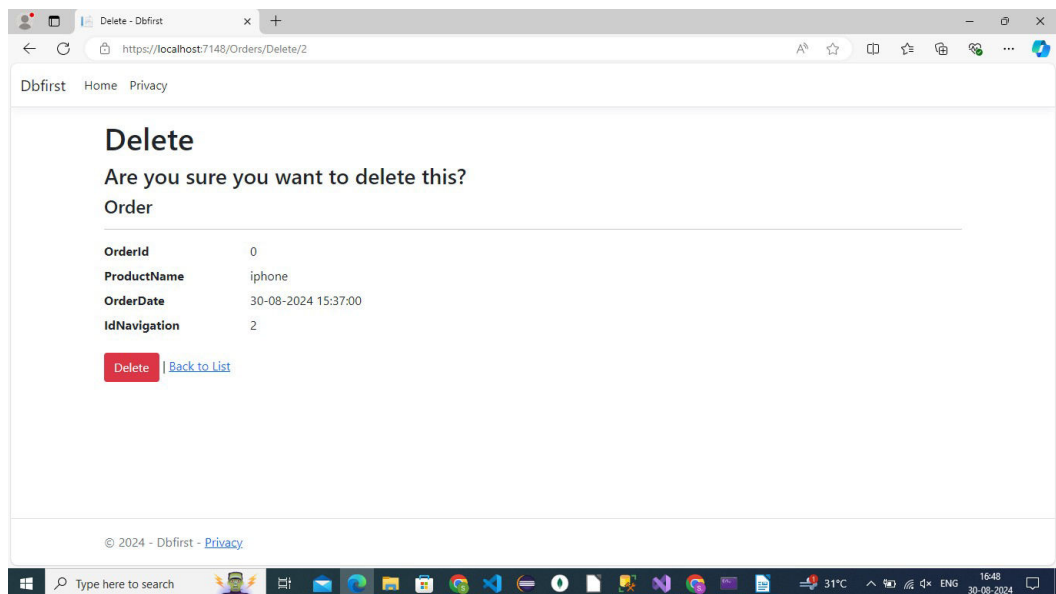 Delete - Dbfirst
https://localhost:7148/Orders/Delete/2
Dbfirst Home Privacy
Delete
Are you sure you want to delete this?
Order
OrderId 0
ProductName iphone
OrderDate 30-08-2024 15:37:00
IdNavigation 2
Delete | Back to List
© 2024 - Dbfirst - Privacy
Type here to search 31°C ENG 16:48
30-08-2024